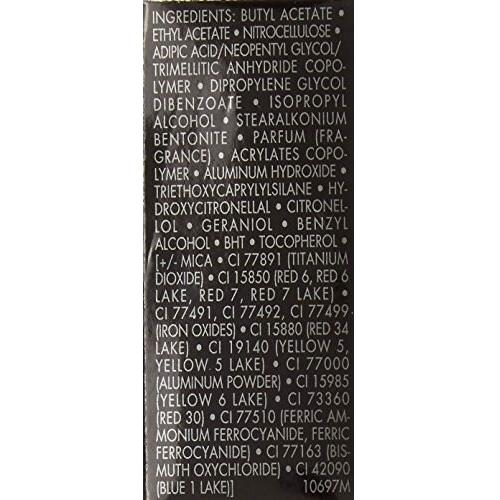 INGREDIENTS: BUTYL ACETATE •
ETHYL ACETATE • NITROCELLULOSE •
ADIPIC ACID/NEOPENTYL GLYCOL/
TRIMELLITIC ANHYDRIDE COPO-
LYMER • DIPROPYLENE GLYCOL
DIBENZOATE • ISOPROPYL
ALCOHOL • STEARALKONIUM
BENTONITE • PARFUM (FRA-
GRANCE) • ACRYLATES COPO-
LYMER • ALUMINUM HYDROXIDE •
TRIETHOXYCAPRYLYLSILANE • HY-
DROXYCITRONELLAL • CITRONEL-
LOL • GERANIOL • BENZYL
ALCOHOL • BHT • TOCOPHEROL •
[+/- MICA • CI 77891 (TITANIUM
DIOXIDE) • CI 15850 (RED 6, RED 6
LAKE, RED 7, RED 7 LAKE) •
CI 77491, CI 77492, CI 77499
(IRON OXIDES) • CI 15880 (RED 34
LAKE) • CI 19140 (YELLOW 5,
YELLOW 5 LAKE) • CI 77000
(ALUMINUM POWDER) • CI 15985
(YELLOW 6 LAKE) • CI 73360
(RED 30) • CI 77510 (FERRIC AM-
MONIUM FERROCYANIDE, FERRIC
FERROCYANIDE) • CI 77163 (BIS-
MUTH OXYCHLORIDE) • CI 42090
(BLUE 1 LAKE)] 10697M